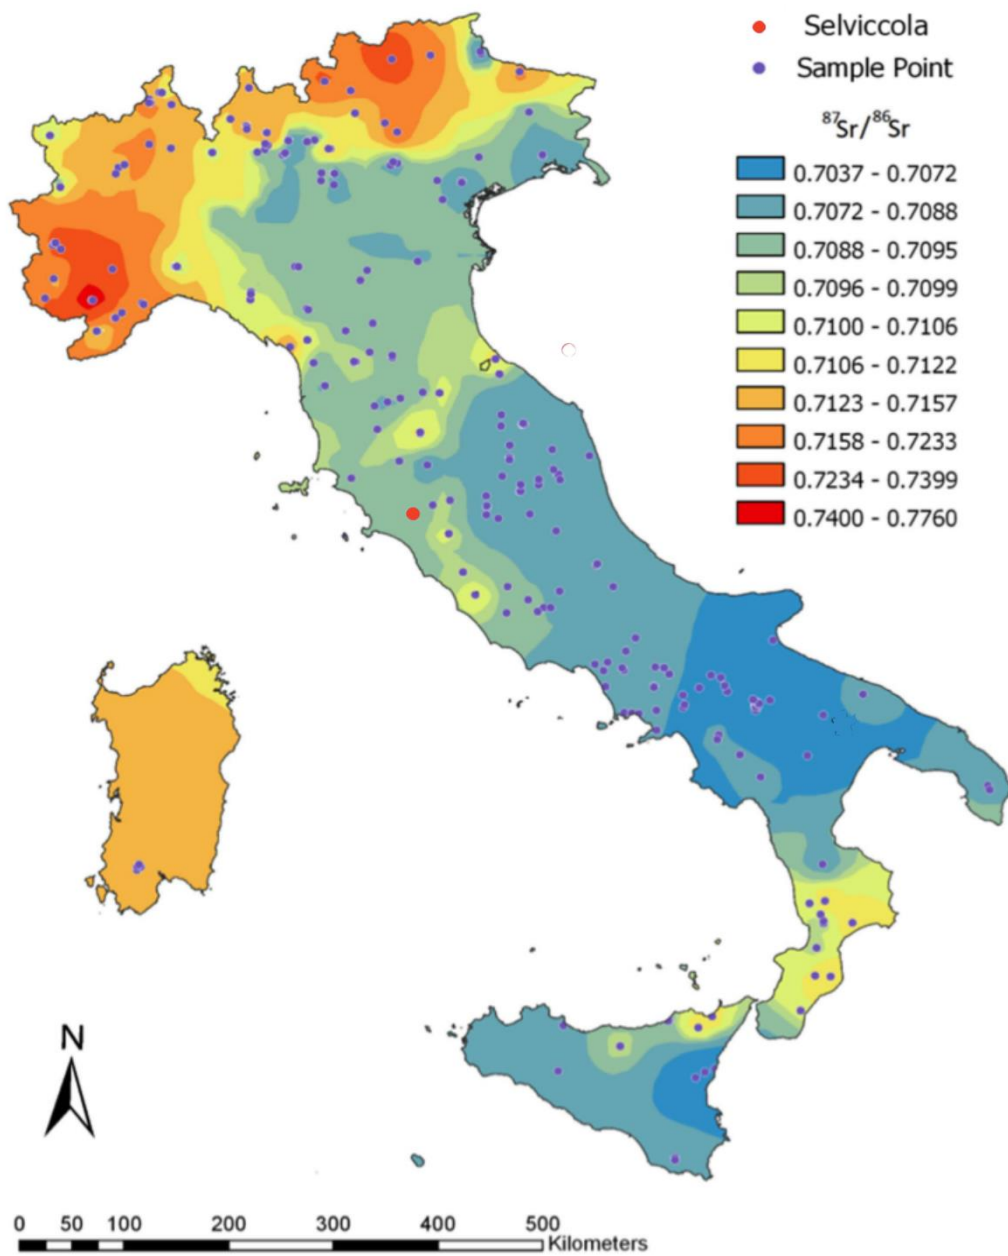 Selviccola
Sample Point
87Sr/86Sr
0.7037 - 0.7072
0.7072 - 0.7088
0.7088 - 0.7095
0.7096 - 0.7099
0.7100 - 0.7106
0.7106 - 0.7122
0.7123 - 0.7157
0.7158 - 0.7233
0.7234 - 0.7399
0.7400 - 0.7760
N
0 50 100 200 300 400 500
Kilometers